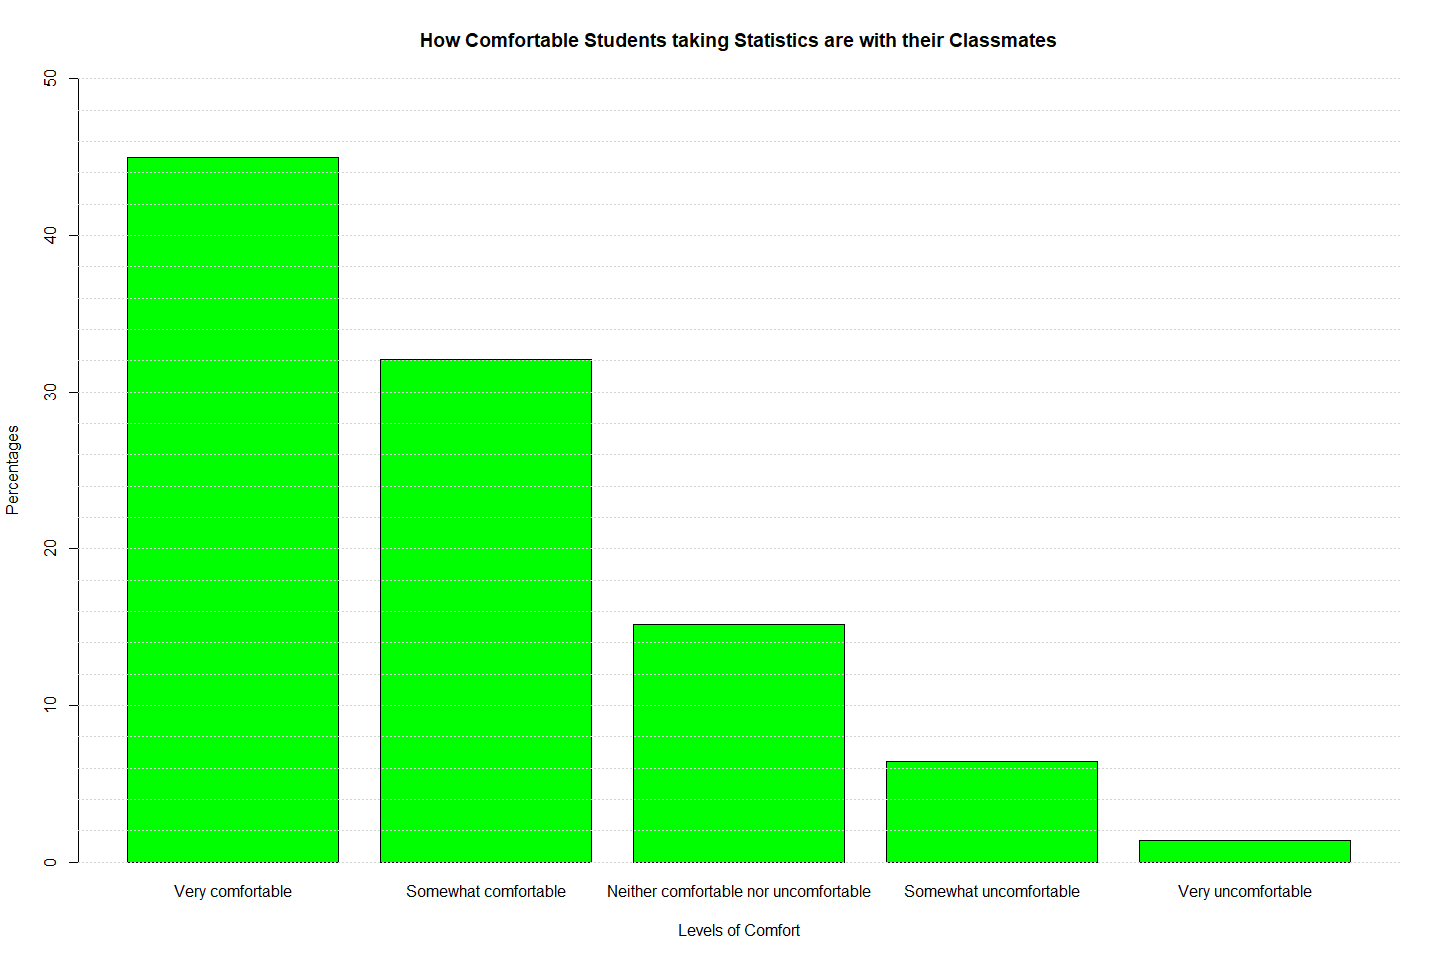 How Comfortable Students taking Statistics are with their Classmates
Percentages
50
40
30
20
10
0
Very comfortable
Somewhat comfortable
Neither comfortable nor uncomfortable
Somewhat uncomfortable
Very uncomfortable
Levels of Comfort